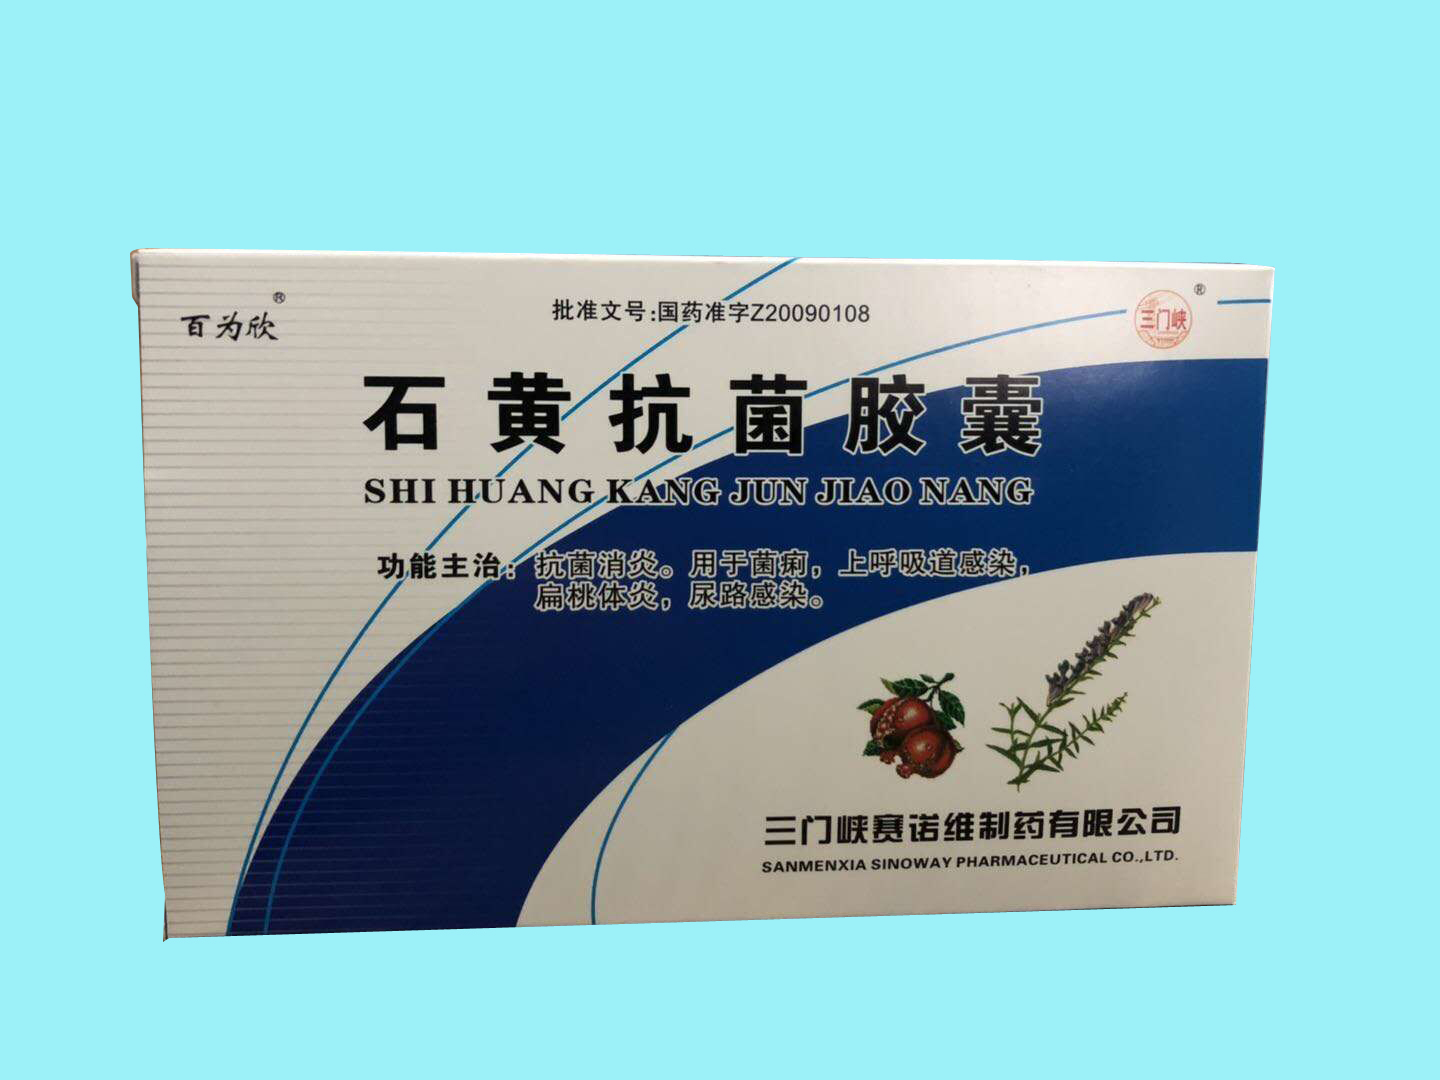 百为欣®
批准文号:国药准字Z20090108
三门峡®
石黄抗菌胶囊
SHI HUANG KANG JUN JIAO NANG
功能主治：抗菌消炎。用于菌痢，上呼吸道感染，
扁桃体炎，尿路感染。
三门峡赛诺维制药有限公司
SANMENXIA SINOWAY PHARMACEUTICAL CO.,LTD.